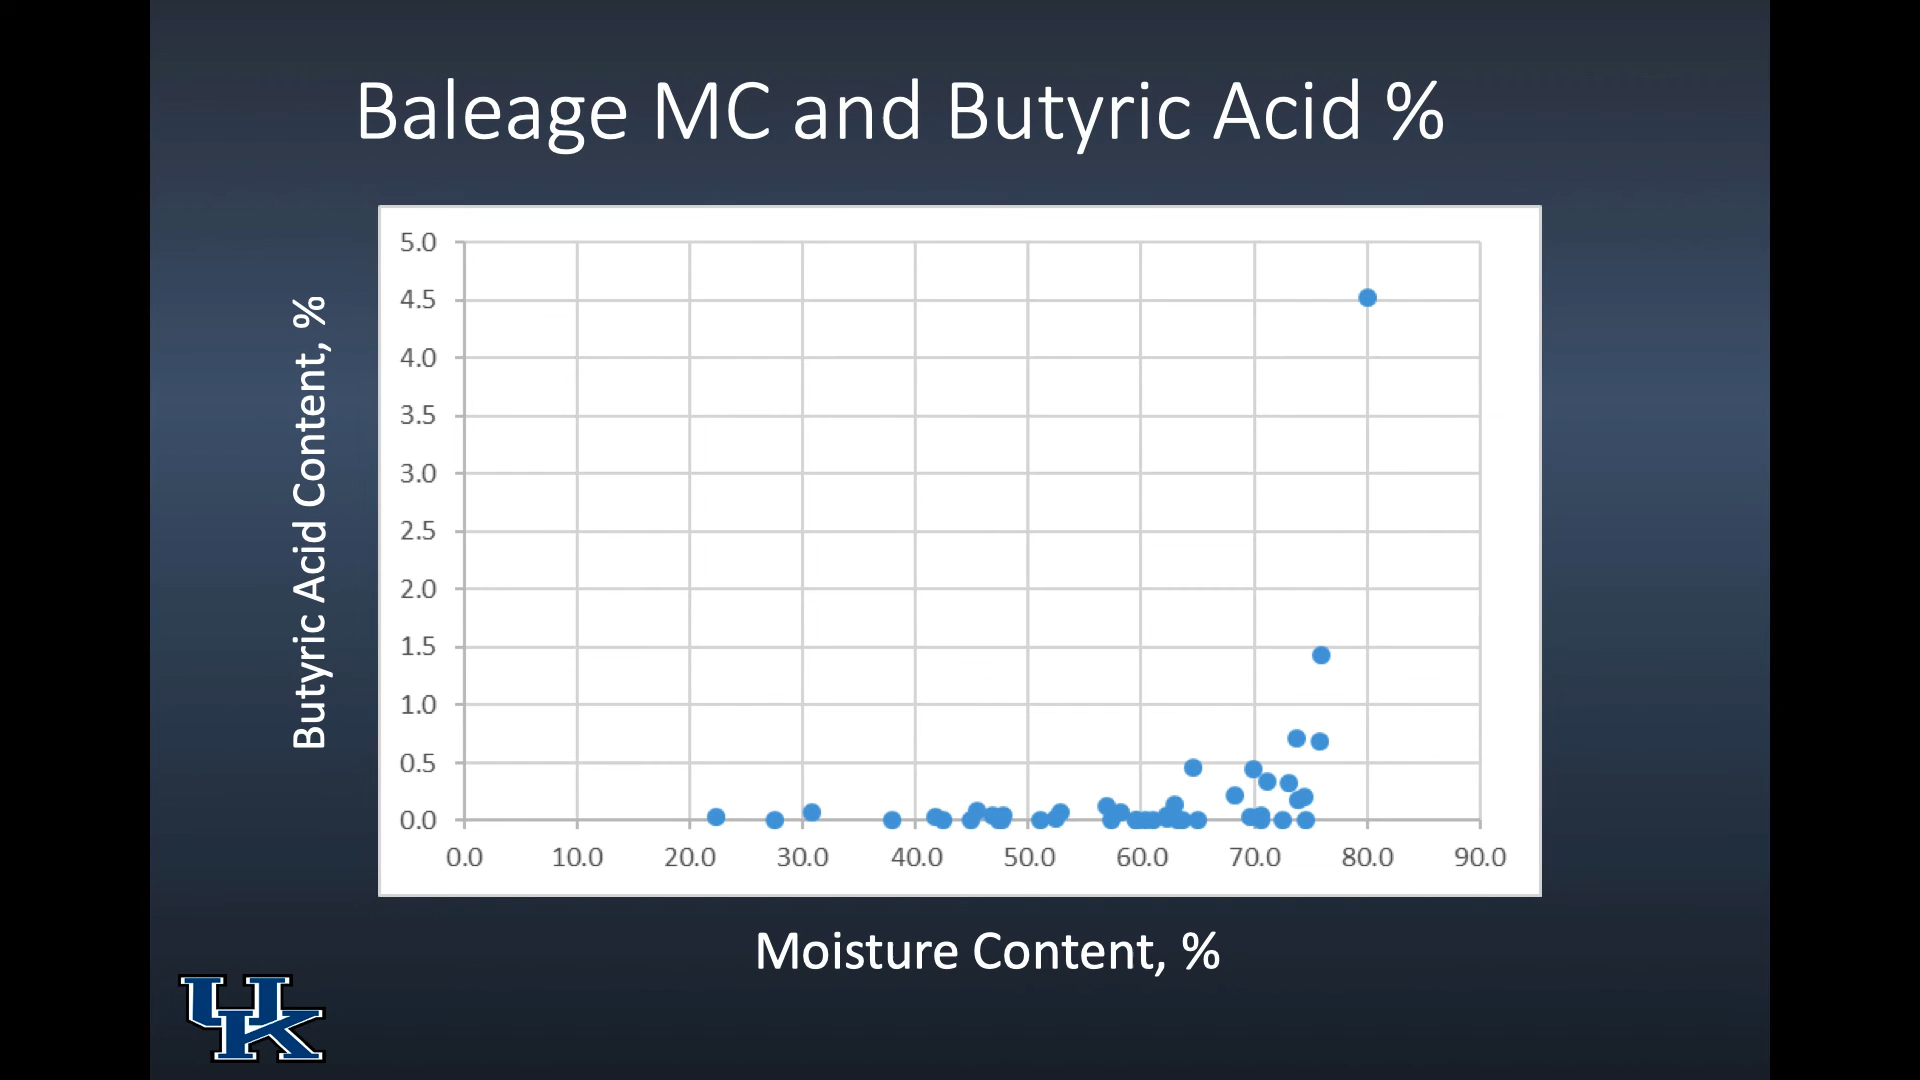 Baleage MC and Butyric Acid %
Butyric Acid Content, %
5.0
4.5
4.0
3.5
3.0
2.5
2.0
1.5
1.0
0.5
0.0
0.0 10.0 20.0 30.0 40.0 50.0 60.0 70.0 80.0 90.0
Moisture Content, %
UK